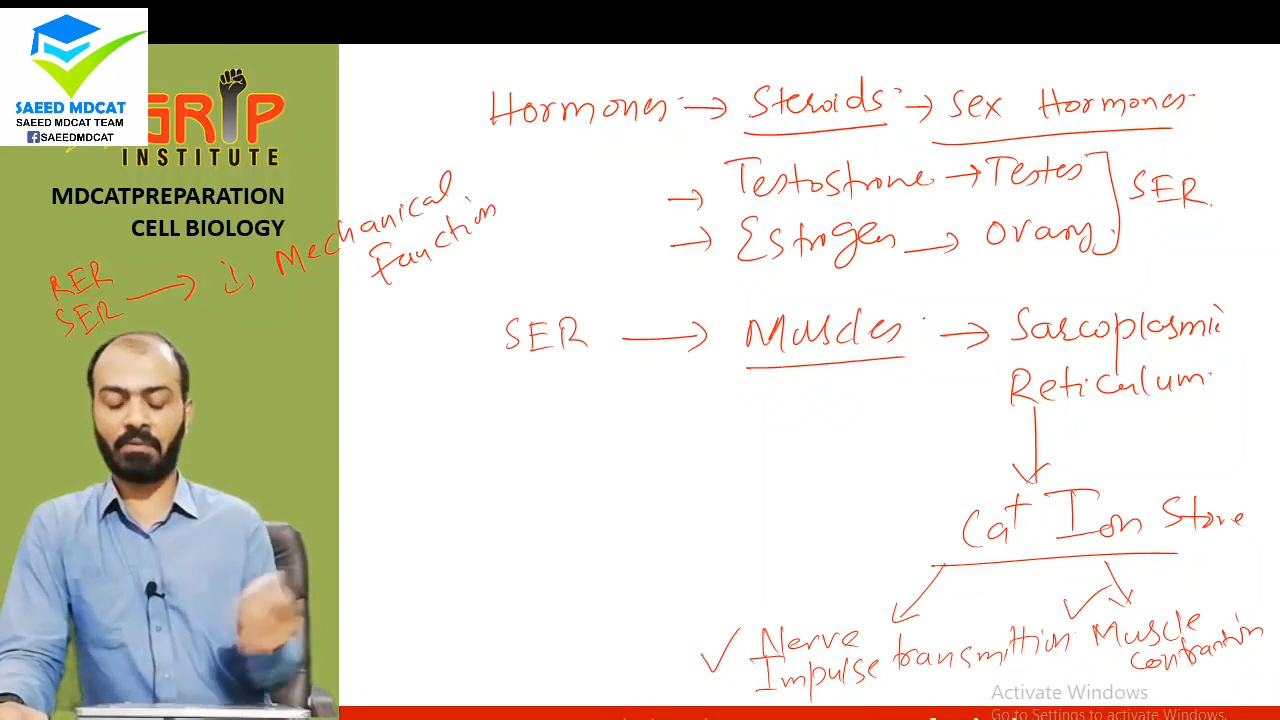 SAEED MDCAT
SAEED MDCAT TEAM
SAEEDMDCAT
GRIP
INSTITUTE
MDCATPREPARATION
CELL BIOLOGY
RER
SER → 1, Mechanical
Function
Hormones → Steroids → Sex Hormones
→ Testostrone → Testes
→ Estrogen → Ovary
SER
SER → Muscles → Sarcoplasmic
Reticulum
Ca+ Ion Store
✓ Nerve
Impulse transmittion
✓ Muscle
contraction
Activate Windows
Go to Settings to activate Windows.